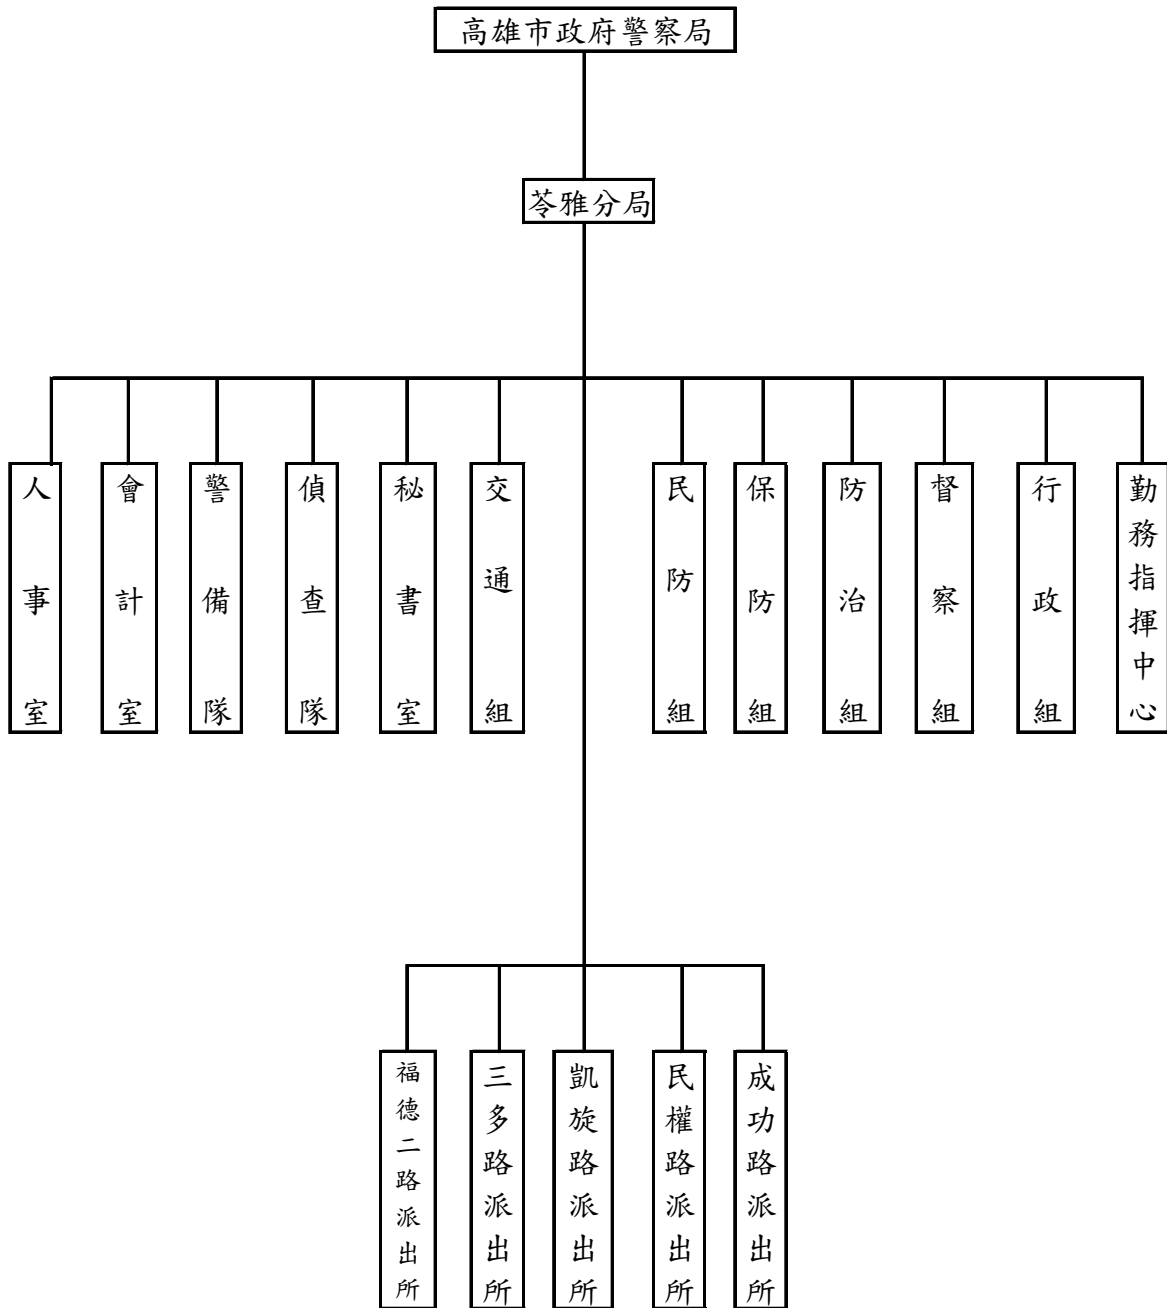 高雄市政府警察局
苓雅分局
人事室
會計室
警備隊
偵查隊
秘書室
交通組
民防組
保防組
防治組
督察組
行政組
勤務指揮中心
福德二路派出所
三多路派出所
凱旋路派出所
民權路派出所
成功路派出所